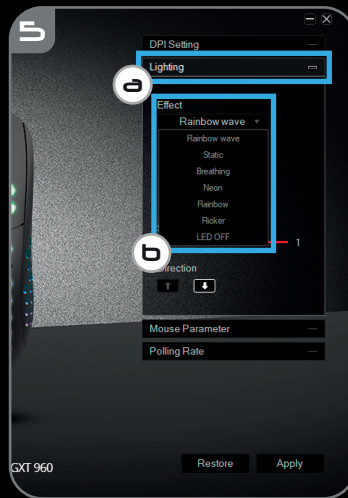 5
DPI Setting
Lighting
a
Effect
Rainbow wave
Rainbow wave
Static
Breathing
Neon
Rainbow
Flicker
LED OFF
b
1
Direction
Mouse Parameter
Polling Rate
GXT 960
Restore
Apply